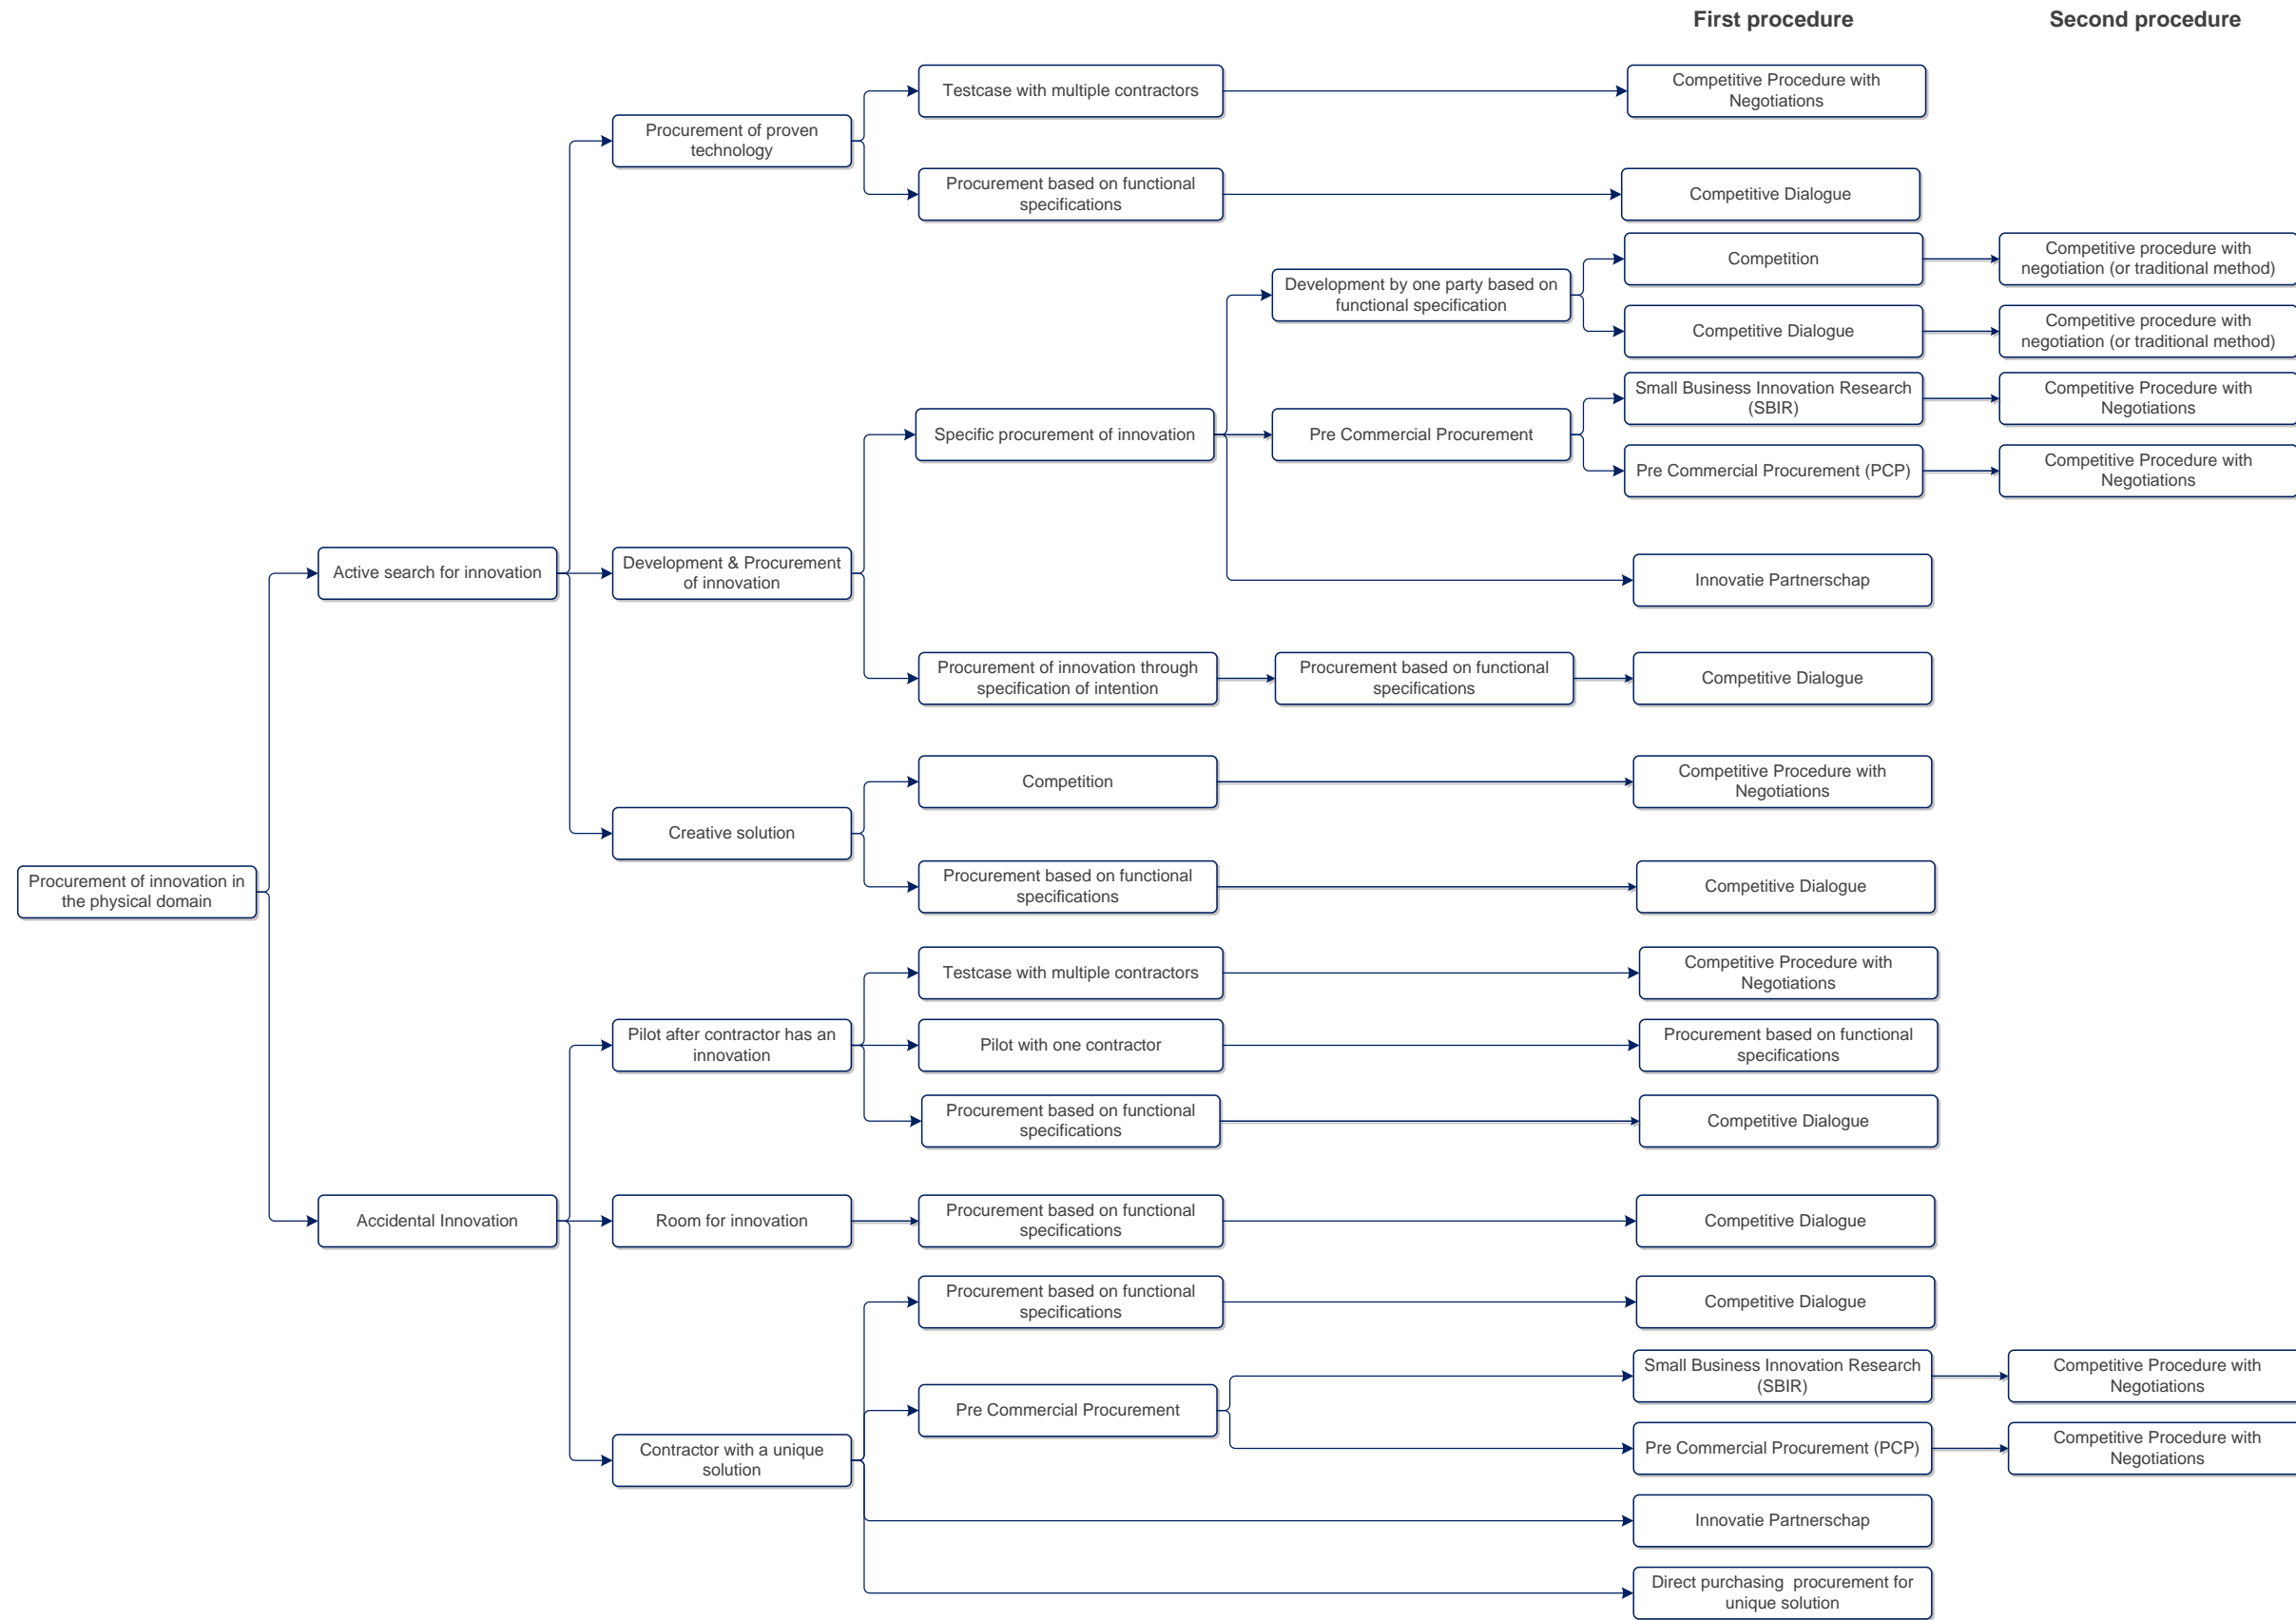 First procedure
Second procedure
Testcase with multiple contractors
Competitive Procedure with
Negotiations
Procurement of proven
technology
Procurement based on functional
specifications
Competitive Dialogue
Competition
Competitive procedure with
negotiation (or traditional method)
Development by one party based on
functional specification
Competitive Dialogue
Competitive procedure with
negotiation (or traditional method)
Small Business Innovation Research
(SBIR)
Competitive Procedure with
Negotiations
Specific procurement of innovation
Pre Commercial Procurement
Pre Commercial Procurement (PCP)
Competitive Procedure with
Negotiations
Active search for innovation
Development & Procurement
of innovation
Innovatie Partnerschap
Procurement of innovation through
specification of intention
Procurement based on functional
specifications
Competitive Dialogue
Competition
Competitive Procedure with
Negotiations
Creative solution
Procurement based on functional
specifications
Competitive Dialogue
Procurement of innovation in
the physical domain
Testcase with multiple contractors
Competitive Procedure with
Negotiations
Pilot after contractor has an
innovation
Pilot with one contractor
Procurement based on functional
specifications
Procurement based on functional
specifications
Competitive Dialogue
Accidental Innovation
Room for innovation
Procurement based on functional
specifications
Competitive Dialogue
Procurement based on functional
specifications
Competitive Dialogue
Small Business Innovation Research
(SBIR)
Competitive Procedure with
Negotiations
Pre Commercial Procurement
Contractor with a unique
solution
Pre Commercial Procurement (PCP)
Competitive Procedure with
Negotiations
Innovatie Partnerschap
Direct purchasing  procurement for
unique solution